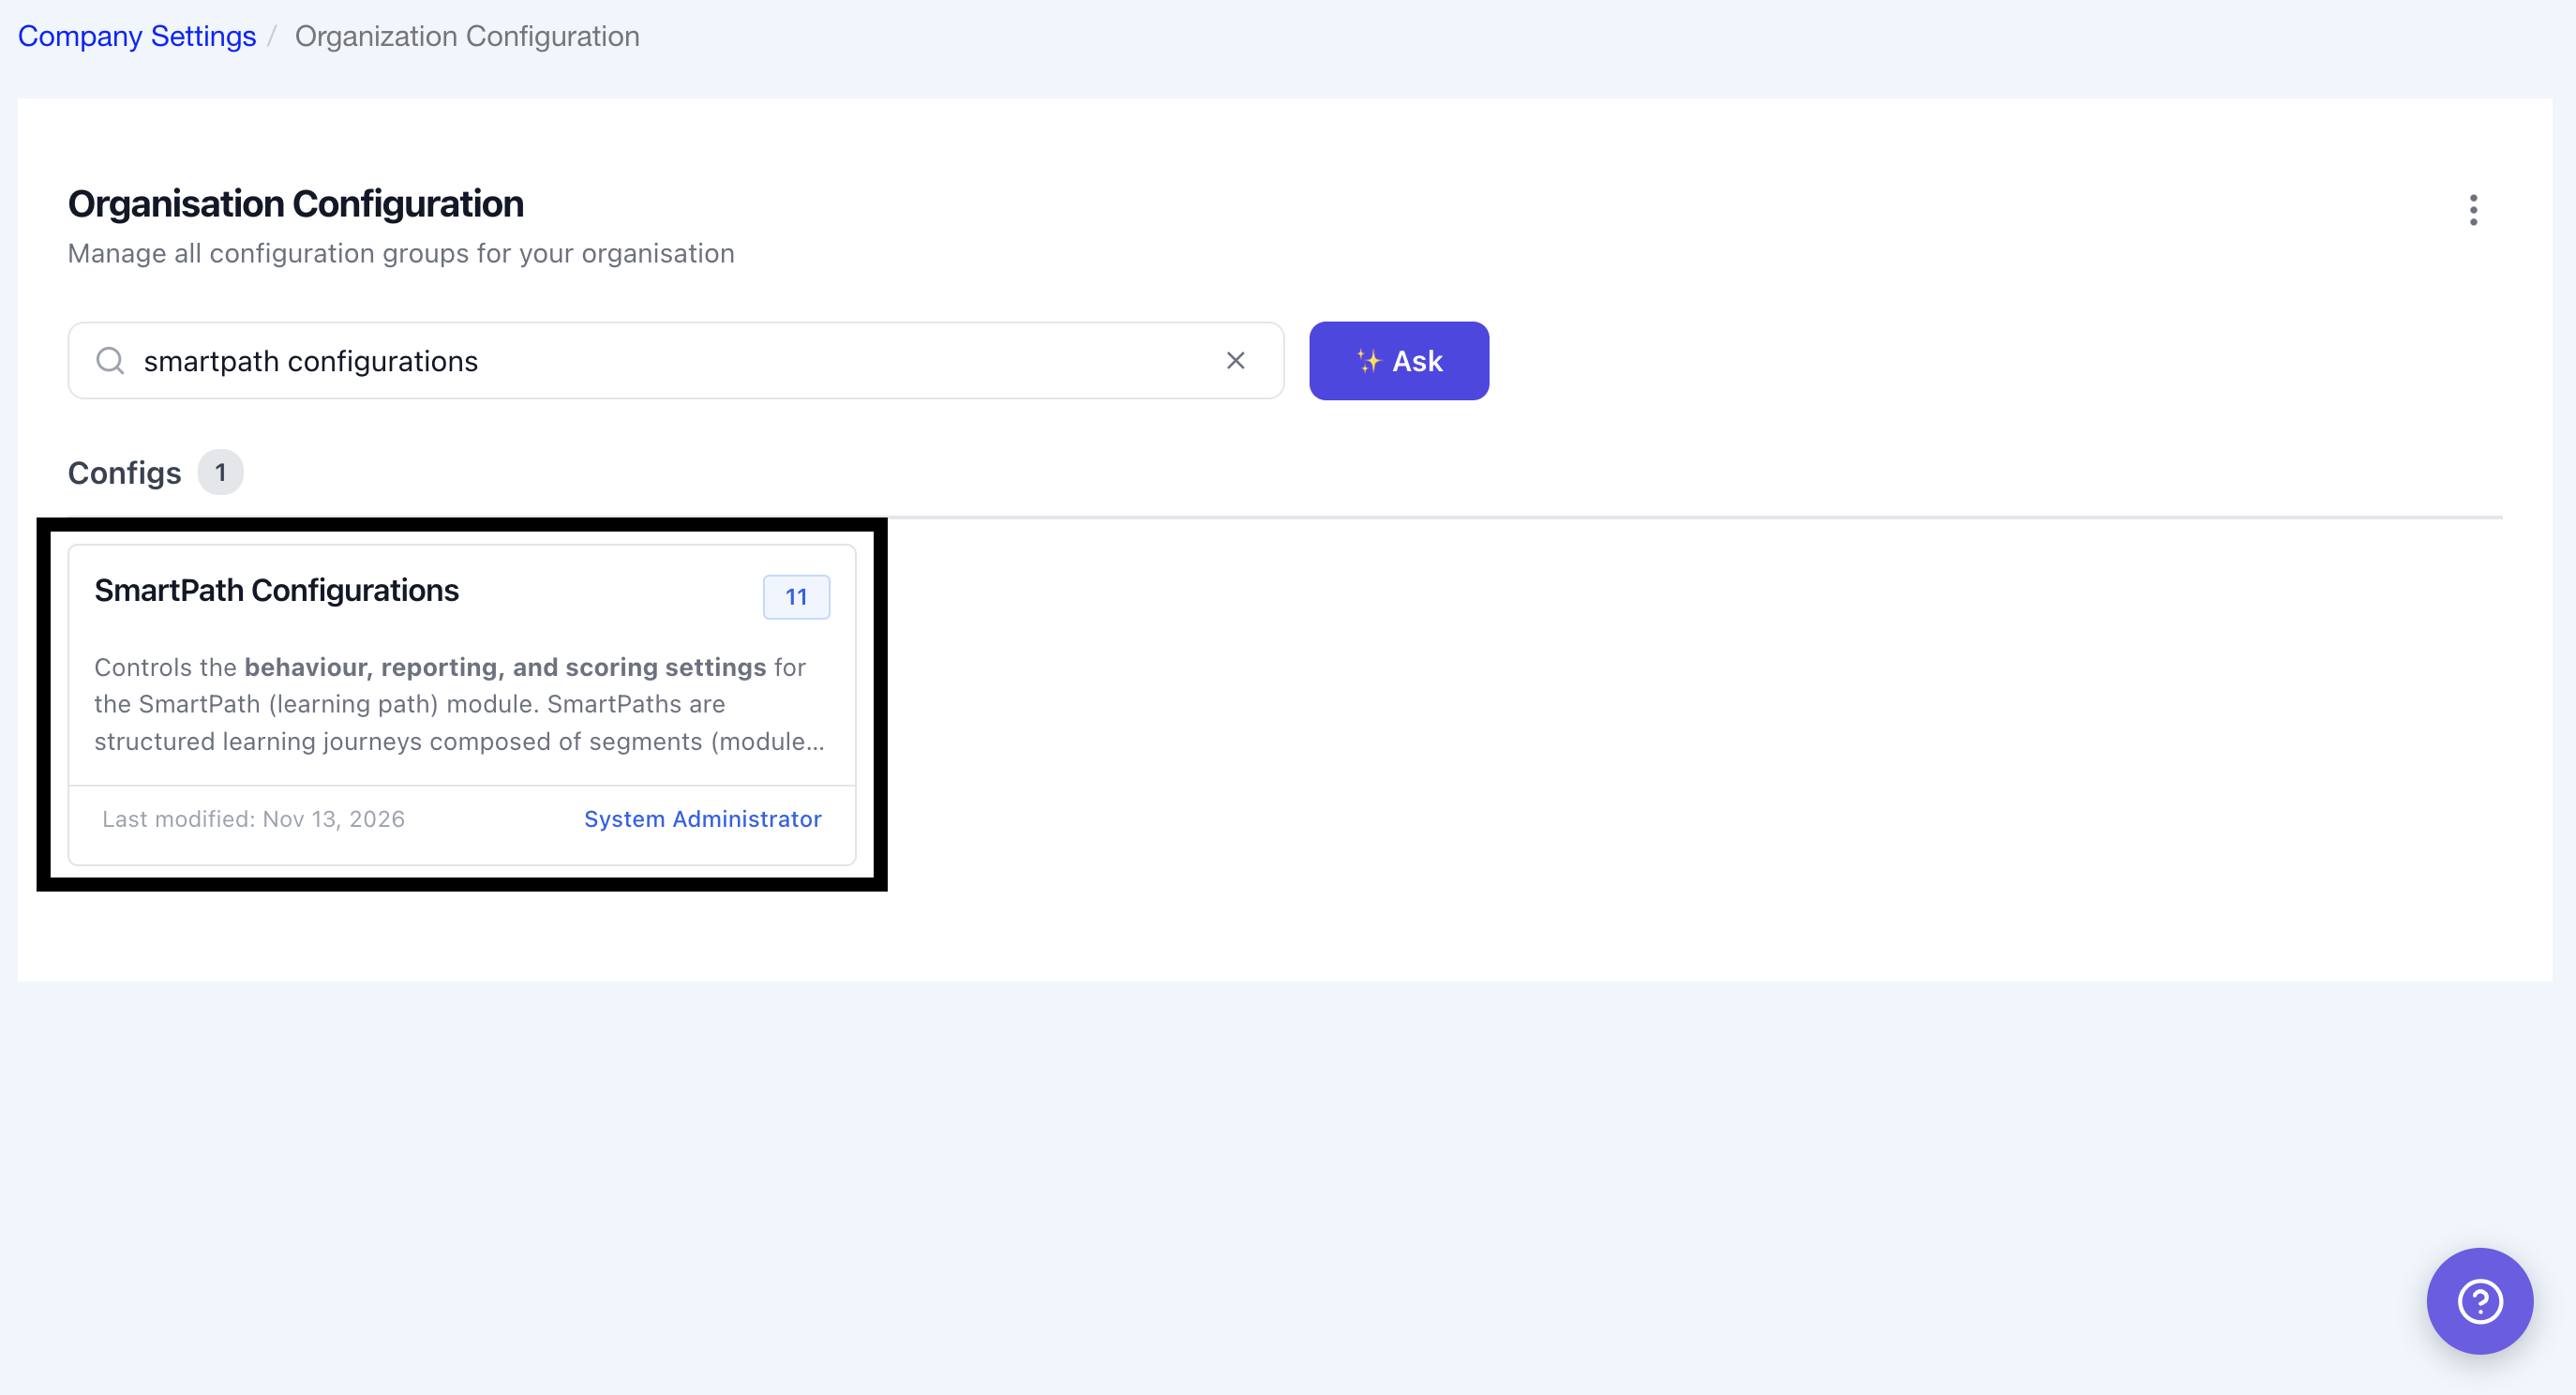 Company Settings / Organization Configuration
Organisation Configuration
Manage all configuration groups for your organisation
smartpath configurations
✨ Ask
Configs 1
SmartPath Configurations
11
Controls the behaviour, reporting, and scoring settings for
the SmartPath (learning path) module. SmartPaths are
structured learning journeys composed of segments (module...
Last modified: Nov 13, 2026
System Administrator